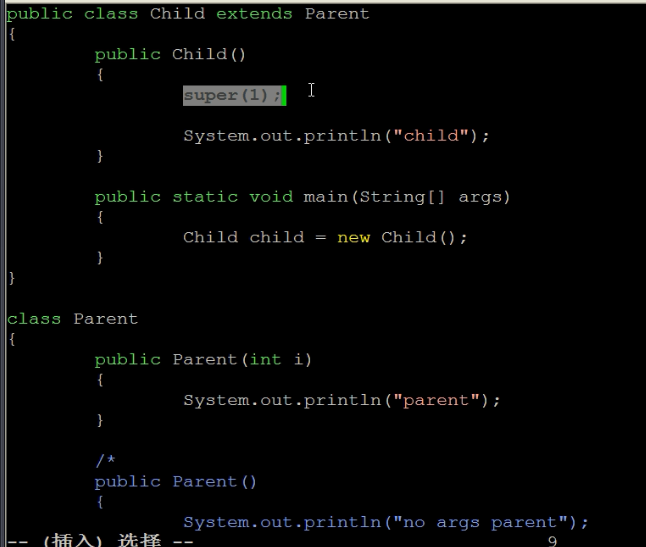 public class Child extends Parent
{
public Child()
{
super(1);
System.out.println("child");
}
public static void main(String[] args)
{
Child child = new Child();
}
}
class Parent
{
public Parent(int i)
{
System.out.println("parent");
}
/*
public Parent()
{
System.out.println("no args parent");
-- (插入) 选择 -- 9